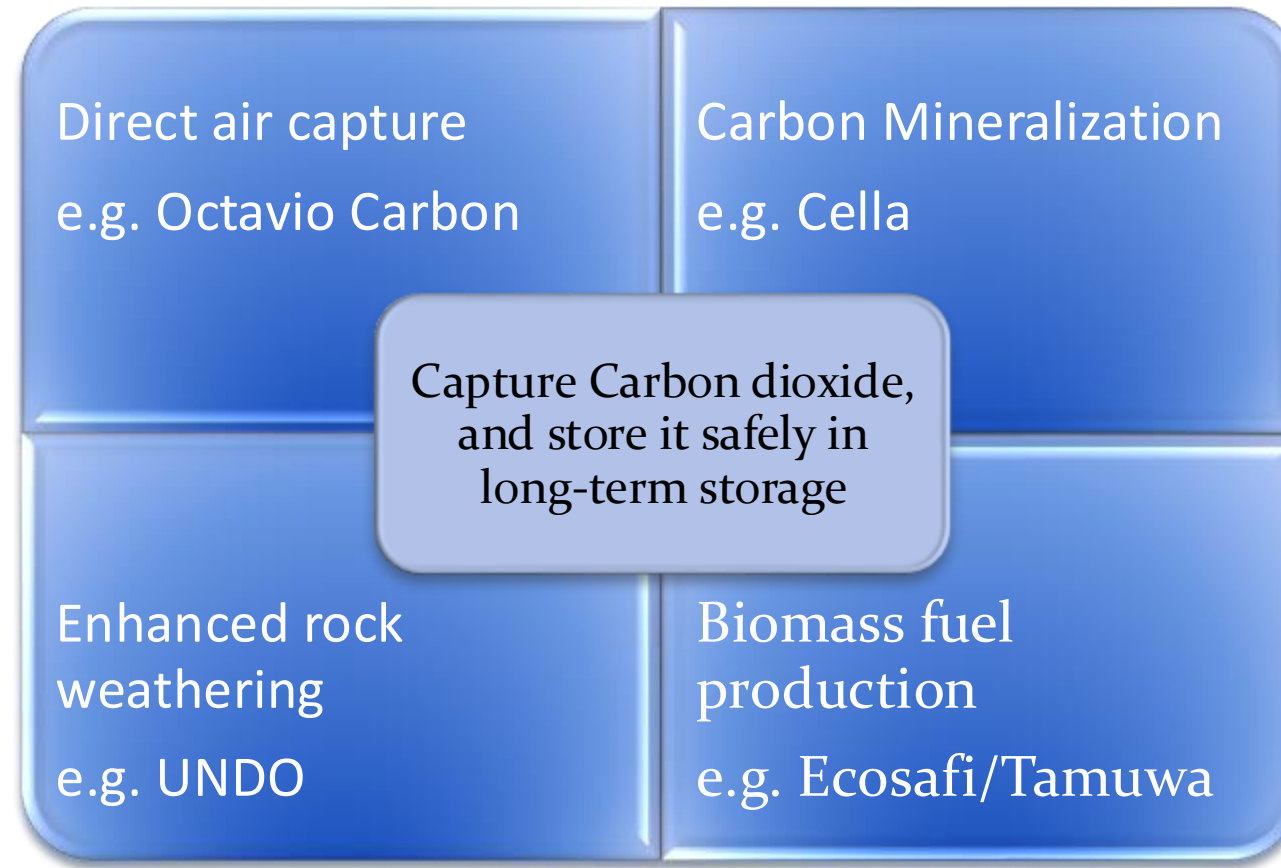 Direct air capture
e.g. Octavio Carbon
Carbon Mineralization
e.g. Cella
Capture Carbon dioxide,
and store it safely in
long-term storage
Enhanced rock
weathering
e.g. UNDO
Biomass fuel
production
e.g. Ecosafi/Tamuwa